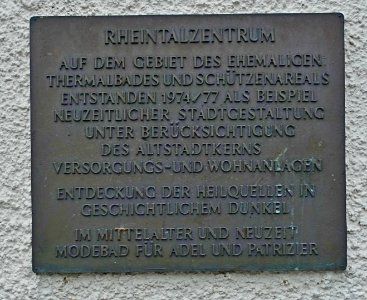 RHEINTALZENTRUM
AUF DEM GEBIET DES EHEMALIGEN
THERMALBADES UND SCHÜTZENAREALS
ENTSTANDEN 1974/77 ALS BEISPIEL
NEUZEITLICHER STADTGESTALTUNG
UNTER BERÜCKSICHTIGUNG
DES ALTSTADTKERNS
VERSORGUNGS-UND WOHNANLAGEN
ENTDECKUNG DER HEILQUELLEN IN
GESCHICHTLICHEM DUNKEL
IM MITTELALTER UND NEUZEIT
MODEBAD FÜR ADEL UND PATRIZIER